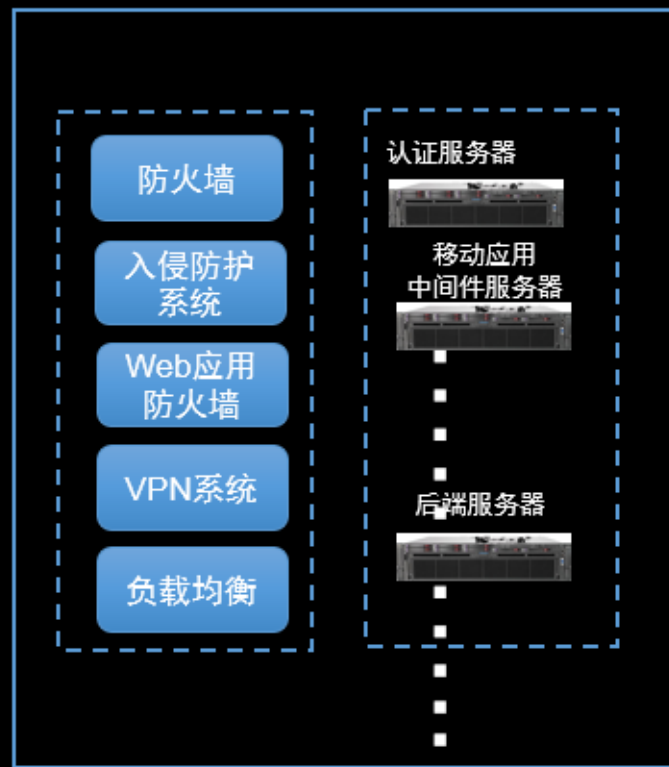 防火墙
入侵防护
系统
Web应用
防火墙
VPN系统
负载均衡
认证服务器
移动应用
中间件服务器
后端服务器